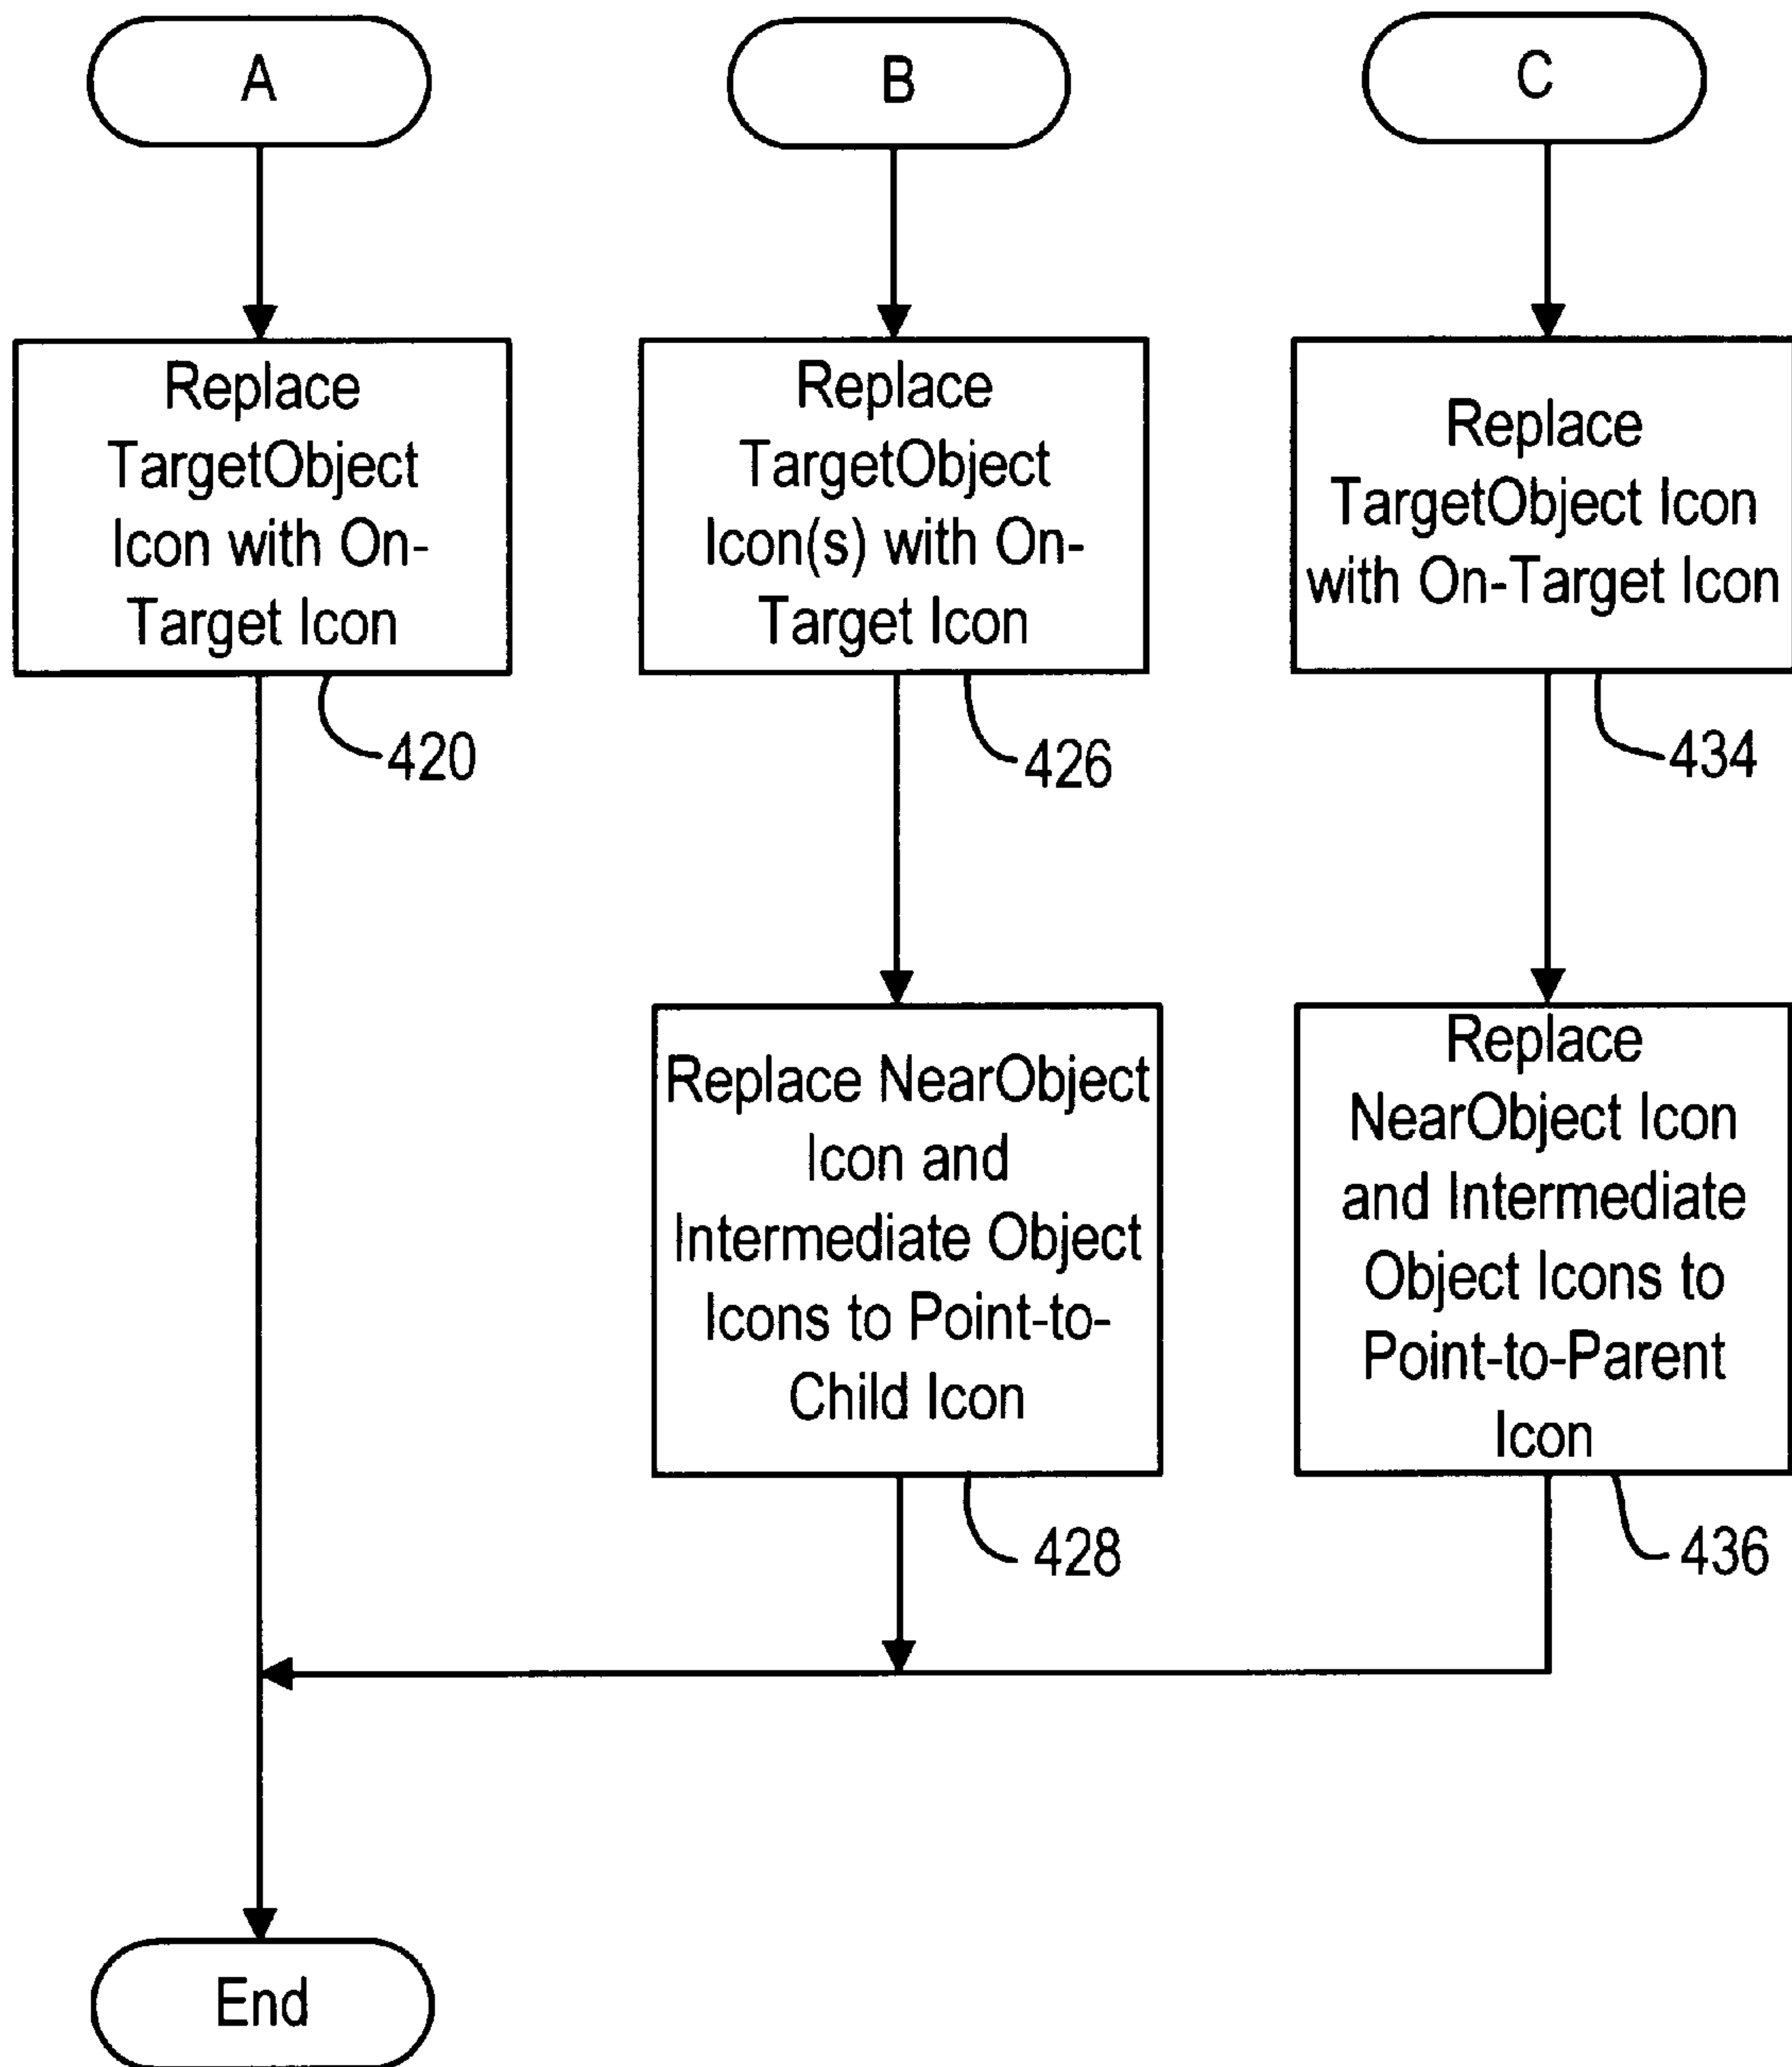 A
B
C
Replace
TargetObject
Icon with On-
Target Icon
420
Replace
TargetObject
Icon(s) with On-
Target Icon
426
Replace
TargetObject Icon
with On-Target Icon
434
Replace NearObject
Icon and
Intermediate Object
Icons to Point-to-
Child Icon
428
Replace
NearObject Icon
and Intermediate
Object Icons to
Point-to-Parent
Icon
436
End